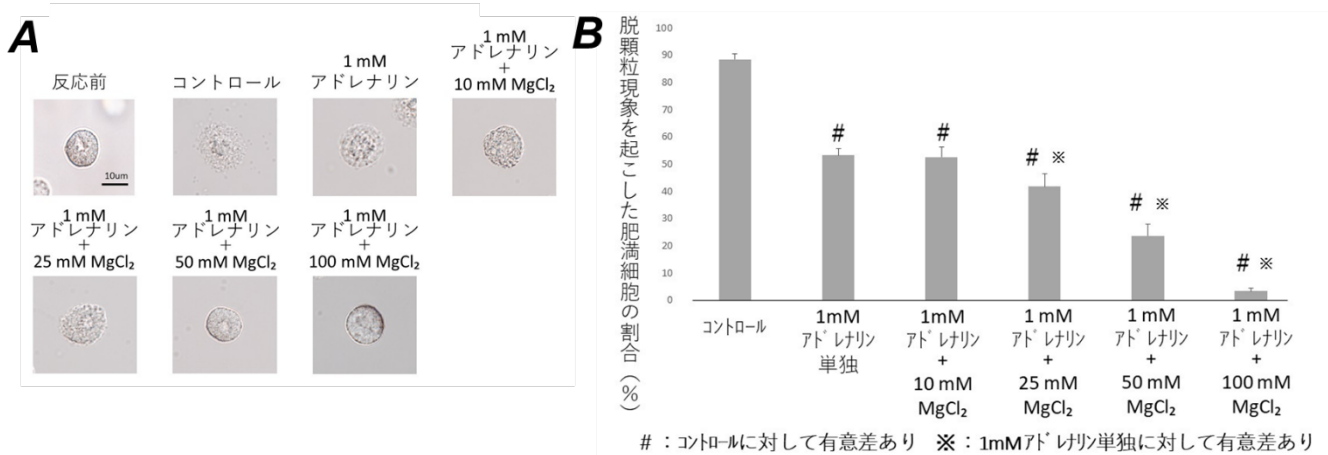 A
反応前
コントロール
1 mM
アドレナリン
1 mM
アドレナリン
+
10 mM MgCl₂
10um
1 mM
アドレナリン
+
25 mM MgCl₂
1 mM
アドレナリン
+
50 mM MgCl₂
1 mM
アドレナリン
+
100 mM MgCl₂
B
脱顆粒現象を起こした肥満細胞の割合(%)
100
90
80
70
60
50
40
30
20
10
0
#
#
# ※
# ※
# ※
コントロール
1mM
アドレナリン
単独
1mM
アドレナリン
+
10 mM
MgCl₂
1 mM
アドレナリン
+
25 mM
MgCl₂
1 mM
アドレナリン
+
50 mM
MgCl₂
1 mM
アドレナリン
+
100 mM
MgCl₂
#:コントロールに対して有意差あり ※:1mMアドレナリン単独に対して有意差あり